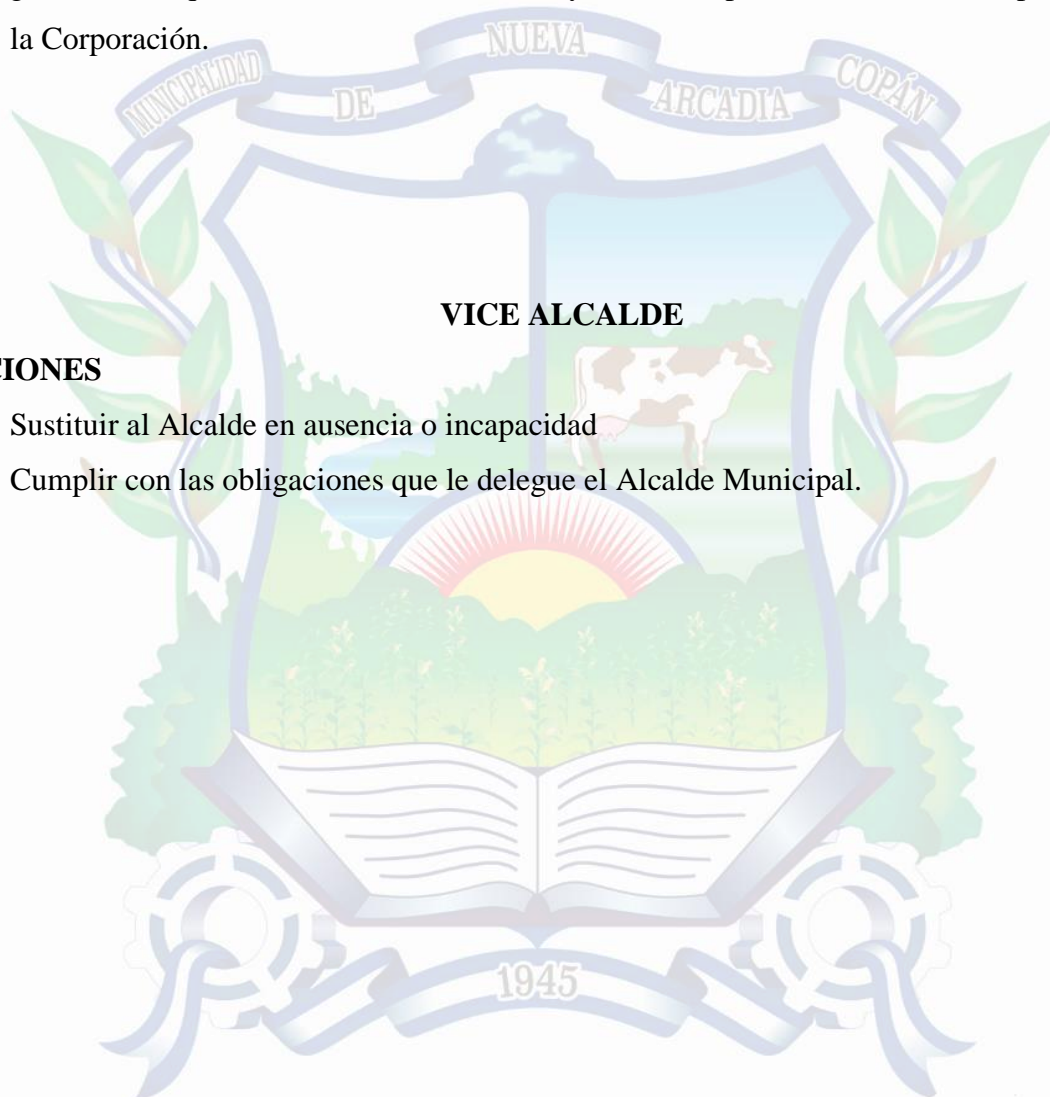 la Corporación.
MUNICIPALIDAD DE NUEVA ARCADIA COPÁN
VICE ALCALDE
CIONES
Sustituir al Alcalde en ausencia o incapacidad
Cumplir con las obligaciones que le delegue el Alcalde Municipal.
1945